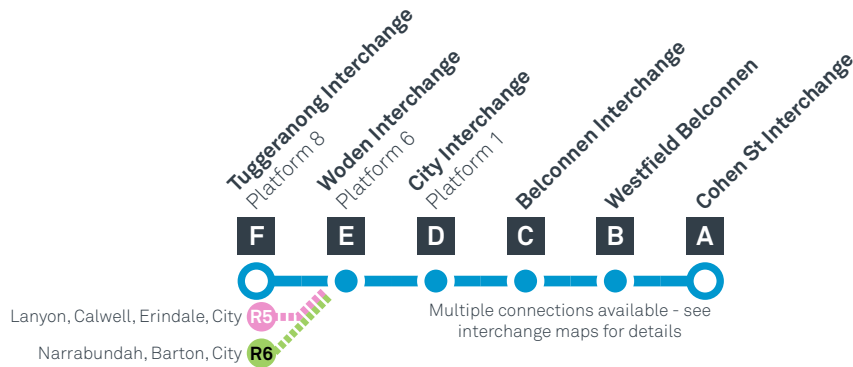 Tuggeranong Interchange
Platform 8
Woden Interchange
Platform 6
City Interchange
Platform 1
Belconnen Interchange
Westfield Belconnen
Cohen St Interchange
F
E
D
C
B
A
Lanyon, Calwell, Erindale, City R5
Narrabundah, Barton, City R6
Multiple connections available - see
interchange maps for details